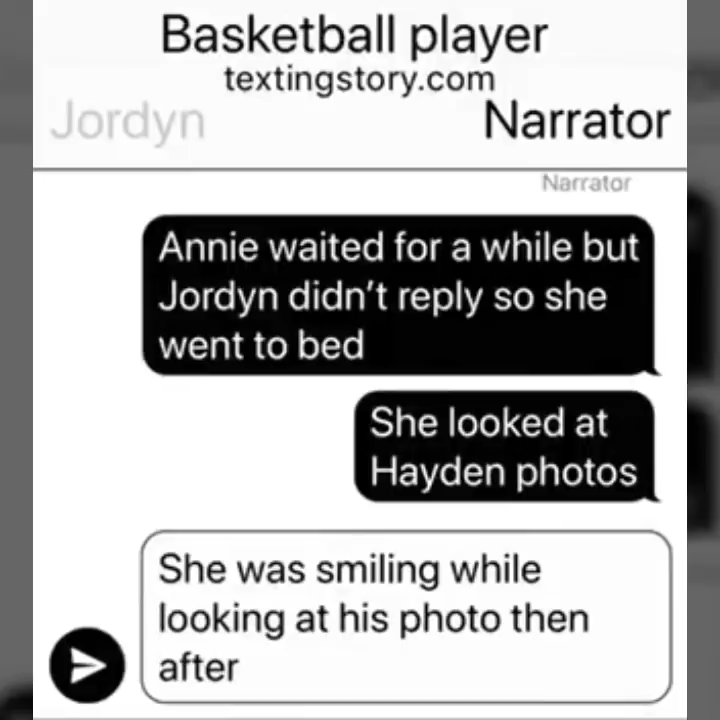 Basketball player
textingstory.com
Jordyn
Narrator
Narrator
Annie waited for a while but
Jordyn didn't reply so she
went to bed
She looked at
Hayden photos
She was smiling while
looking at his photo then
after